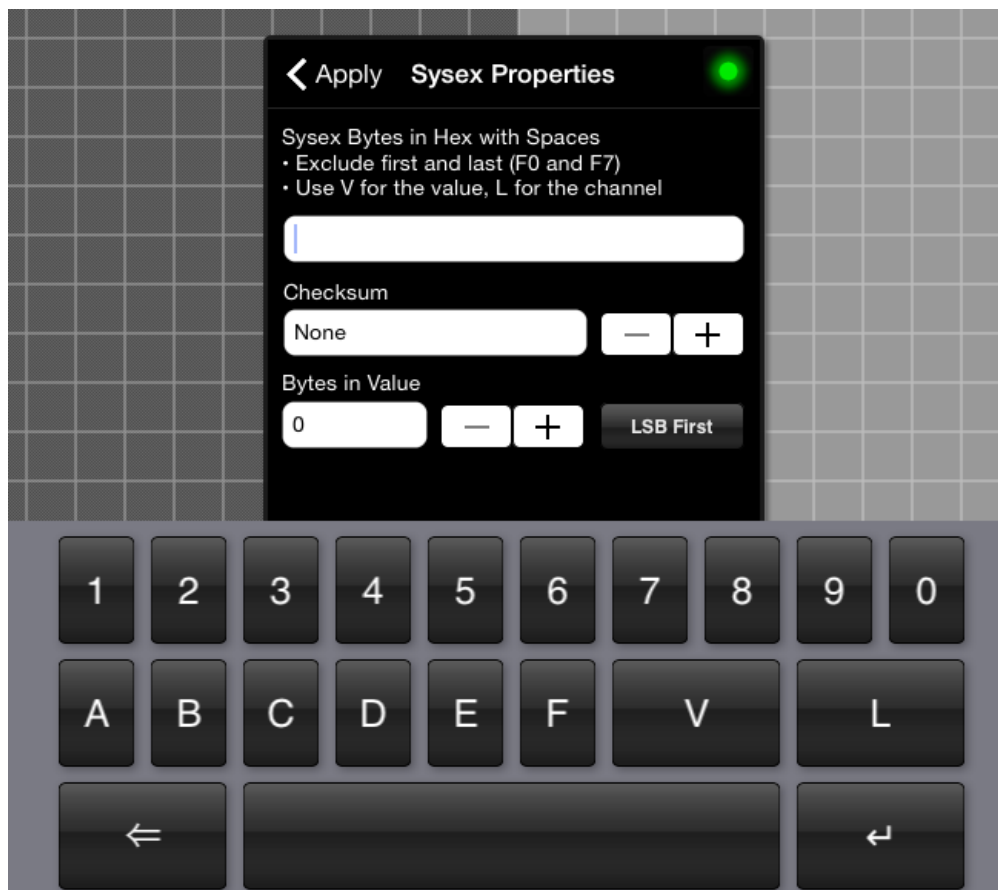 Apply Sysex Properties
Sysex Bytes in Hex with Spaces
• Exclude first and last (F0 and F7)
• Use V for the value, L for the channel
Checksum
None − +
Bytes in Value
0 − + LSB First
1 2 3 4 5 6 7 8 9 0
A B C D E F V L
⇐ ↵